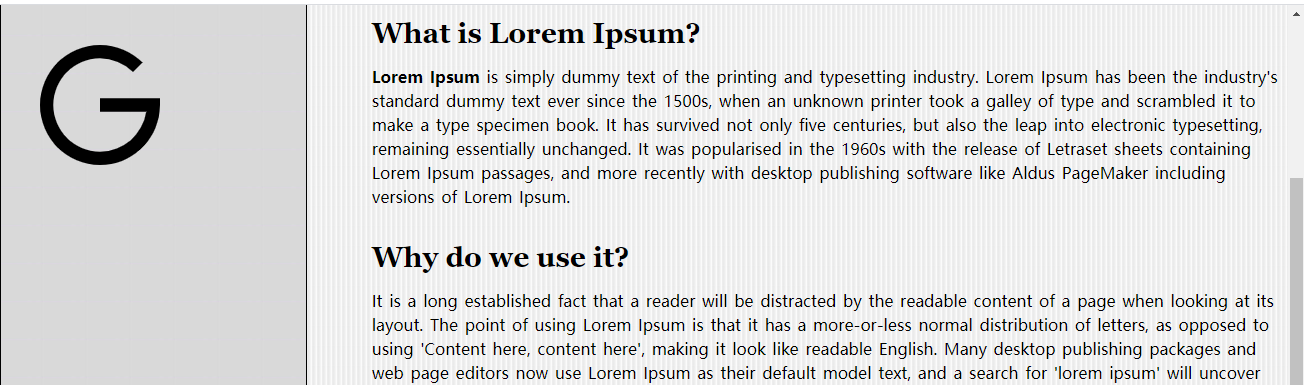 G
What is Lorem Ipsum?
Lorem Ipsum is simply dummy text of the printing and typesetting industry. Lorem Ipsum has been the industry's
standard dummy text ever since the 1500s, when an unknown printer took a galley of type and scrambled it to
make a type specimen book. It has survived not only five centuries, but also the leap into electronic typesetting,
remaining essentially unchanged. It was popularised in the 1960s with the release of Letraset sheets containing
Lorem Ipsum passages, and more recently with desktop publishing software like Aldus PageMaker including
versions of Lorem Ipsum.
Why do we use it?
It is a long established fact that a reader will be distracted by the readable content of a page when looking at its
layout. The point of using Lorem Ipsum is that it has a more-or-less normal distribution of letters, as opposed to
using 'Content here, content here', making it look like readable English. Many desktop publishing packages and
web page editors now use Lorem Ipsum as their default model text, and a search for 'lorem ipsum' will uncover